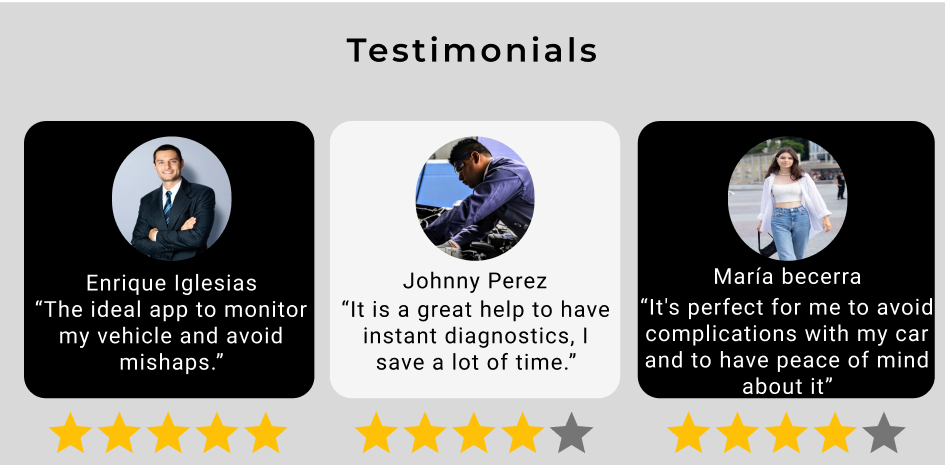 Testimonials
Enrique Iglesias
“The ideal app to monitor
my vehicle and avoid
mishaps.”
Johnny Perez
“It is a great help to have
instant diagnostics, I
save a lot of time.”
María becerra
“It's perfect for me to avoid
complications with my car
and to have peace of mind
about it”